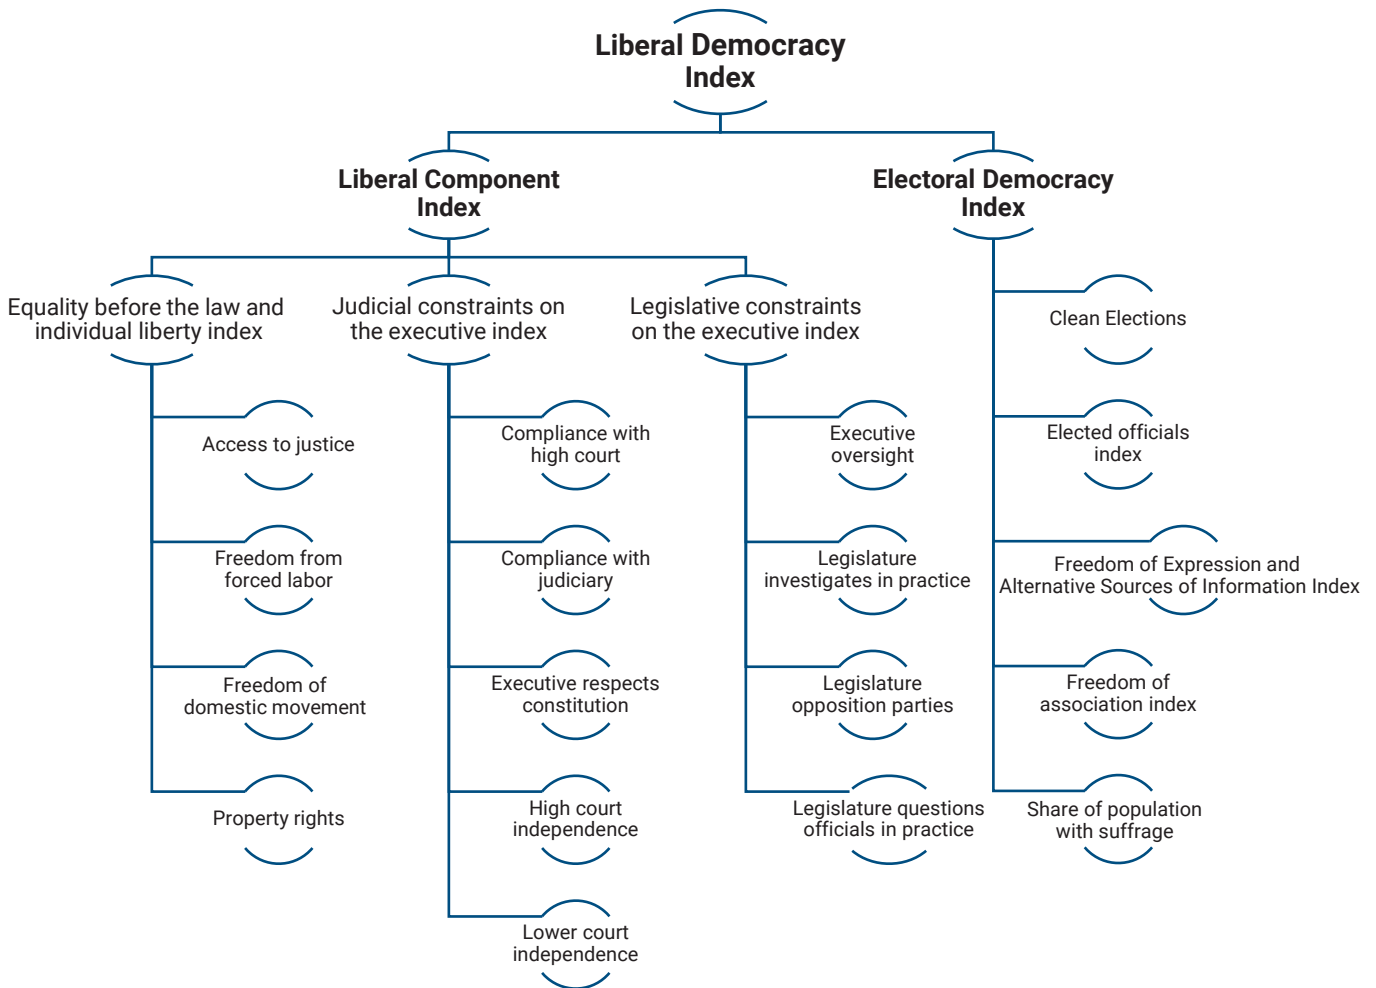 Liberal Democracy
Index
Liberal Component
Index
Electoral Democracy
Index
Equality before the law and
individual liberty index
Judicial constraints on
the executive index
Legislative constraints
on the executive index
Access to justice
Freedom from
forced labor
Freedom of
domestic movement
Property rights
Compliance with
high court
Compliance with
judiciary
Executive respects
constitution
High court
independence
Lower court
independence
Executive
oversight
Legislature
investigates in practice
Legislature
opposition parties
Legislature questions
officials in practice
Clean Elections
Elected officials
index
Freedom of Expression and
Alternative Sources of Information Index
Freedom of
association index
Share of population
with suffrage